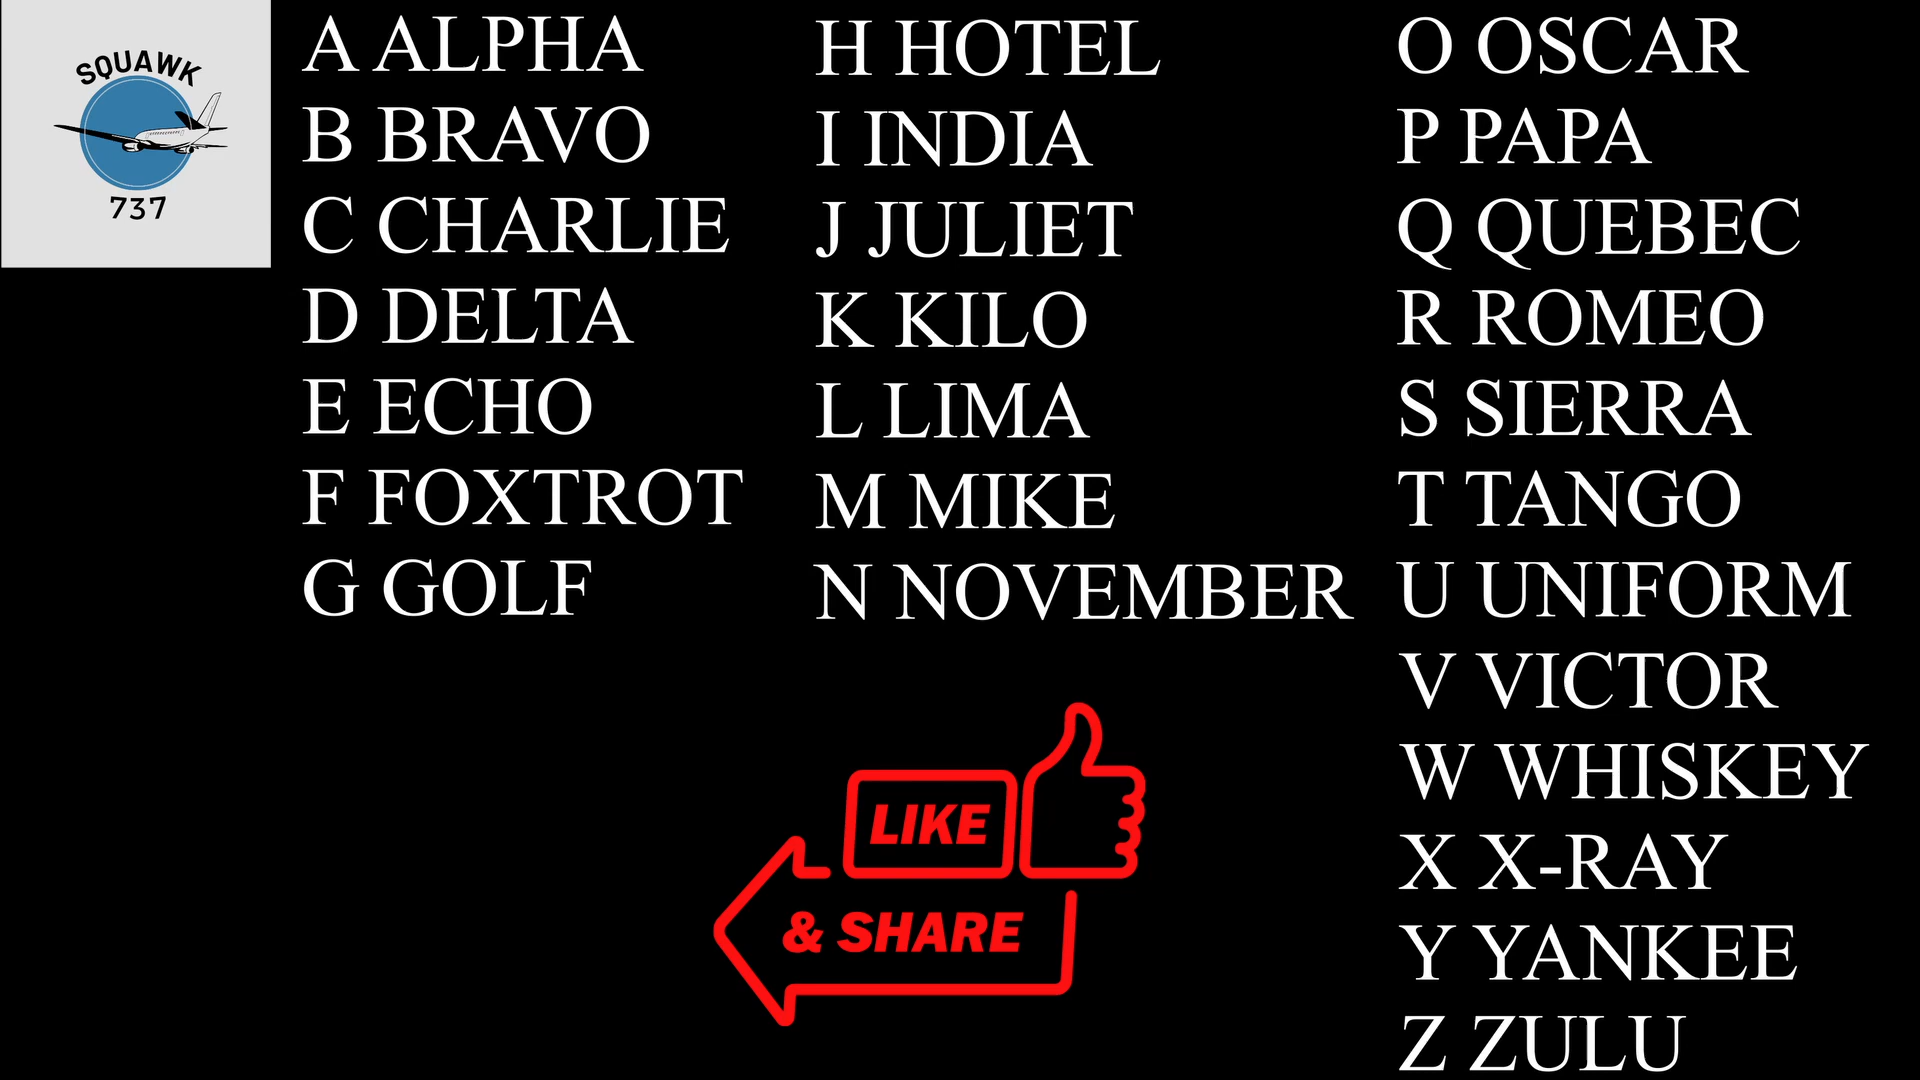 SQUAWK
737
A ALPHA
B BRAVO
C CHARLIE
D DELTA
E ECHO
F FOXTROT
G GOLF
H HOTEL
I INDIA
J JULIET
K KILO
L LIMA
M MIKE
N NOVEMBER
O OSCAR
P PAPA
Q QUEBEC
R ROMEO
S SIERRA
T TANGO
U UNIFORM
V VICTOR
W WHISKEY
X X-RAY
Y YANKEE
Z ZULU
LIKE
& SHARE